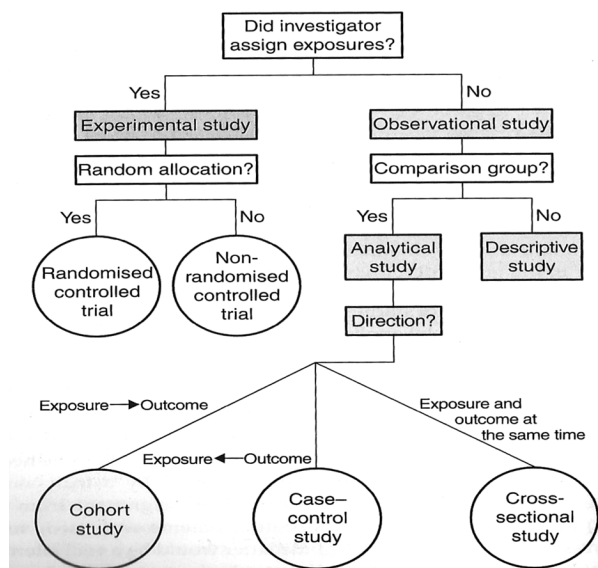 Did investigator
assign exposures?
Yes
No
Experimental study
Observational study
Random allocation?
Comparison group?
Yes
No
Yes
No
Randomised
controlled
trial
Non-
randomised
controlled
trial
Analytical
study
Descriptive
study
Direction?
Exposure→Outcome
Exposure and
outcome at
the same time
Exposure←Outcome
Cohort
study
Case–
control
study
Cross-
sectional
study